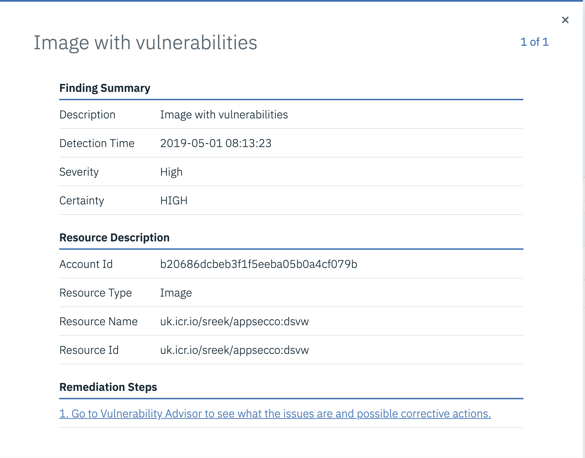 ×
Image with vulnerabilities 1 of 1
Finding Summary
Description Image with vulnerabilities
Detection Time 2019-05-01 08:13:23
Severity High
Certainty HIGH
Resource Description
Account Id b20686dcbeb3f1f5eeba05b0a4cf079b
Resource Type Image
Resource Name uk.icr.io/sreek/appsecco:dsvw
Resource Id uk.icr.io/sreek/appsecco:dsvw
Remediation Steps
1. Go to Vulnerability Advisor to see what the issues are and possible corrective actions.